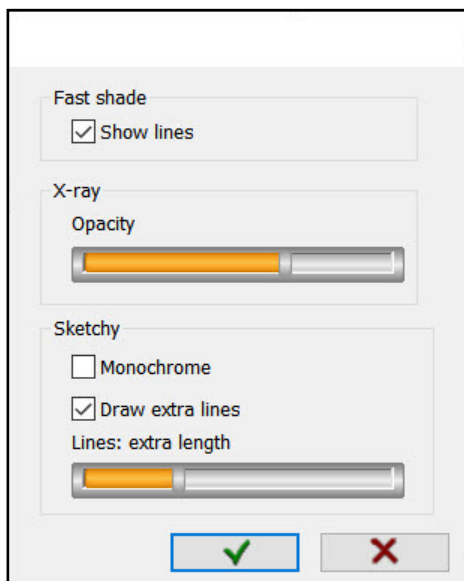 Fast shade
Show lines
X-ray
Opacity
Sketchy
Monochrome
Draw extra lines
Lines: extra length